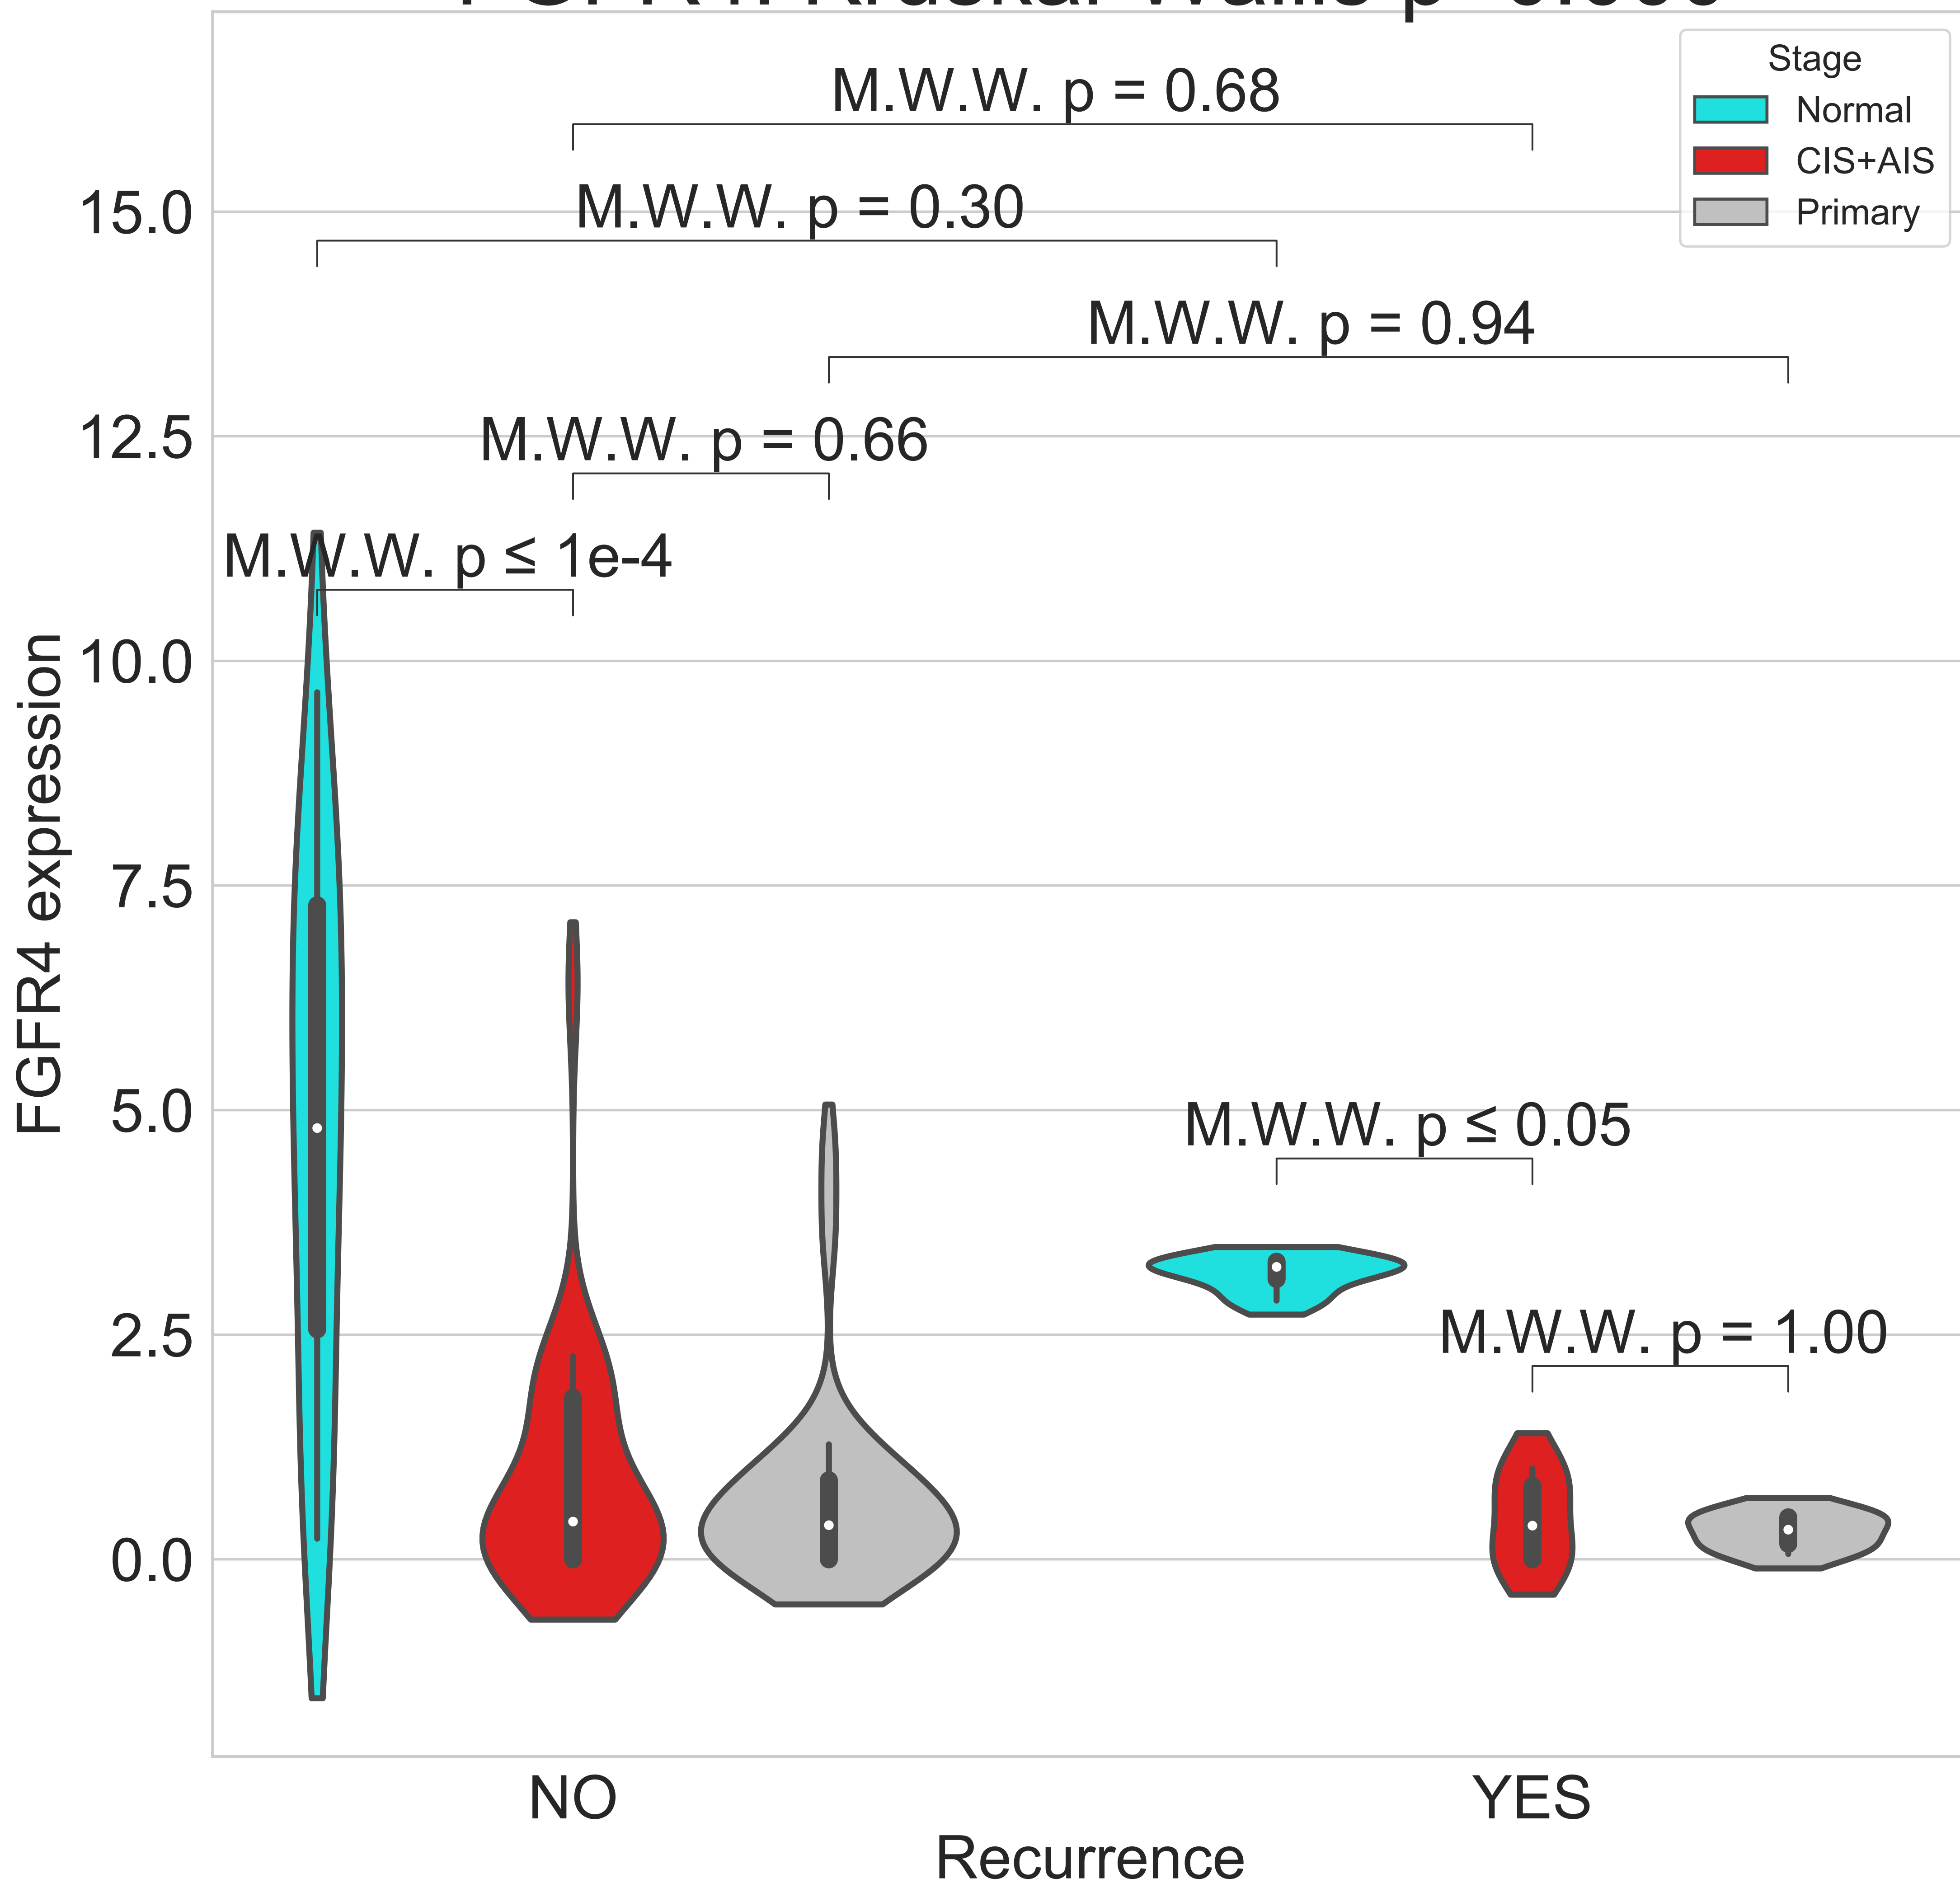 Stage
Normal
CIS+AIS
Primary
M.W.W. p = 0.68
M.W.W. p = 0.30
M.W.W. p = 0.94
M.W.W. p = 0.66
M.W.W. p ≤ 1e-4
M.W.W. p ≤ 0.05
M.W.W. p = 1.00
15.0
12.5
10.0
7.5
5.0
2.5
0.0
FGFR4 expression
NO
YES
Recurrence